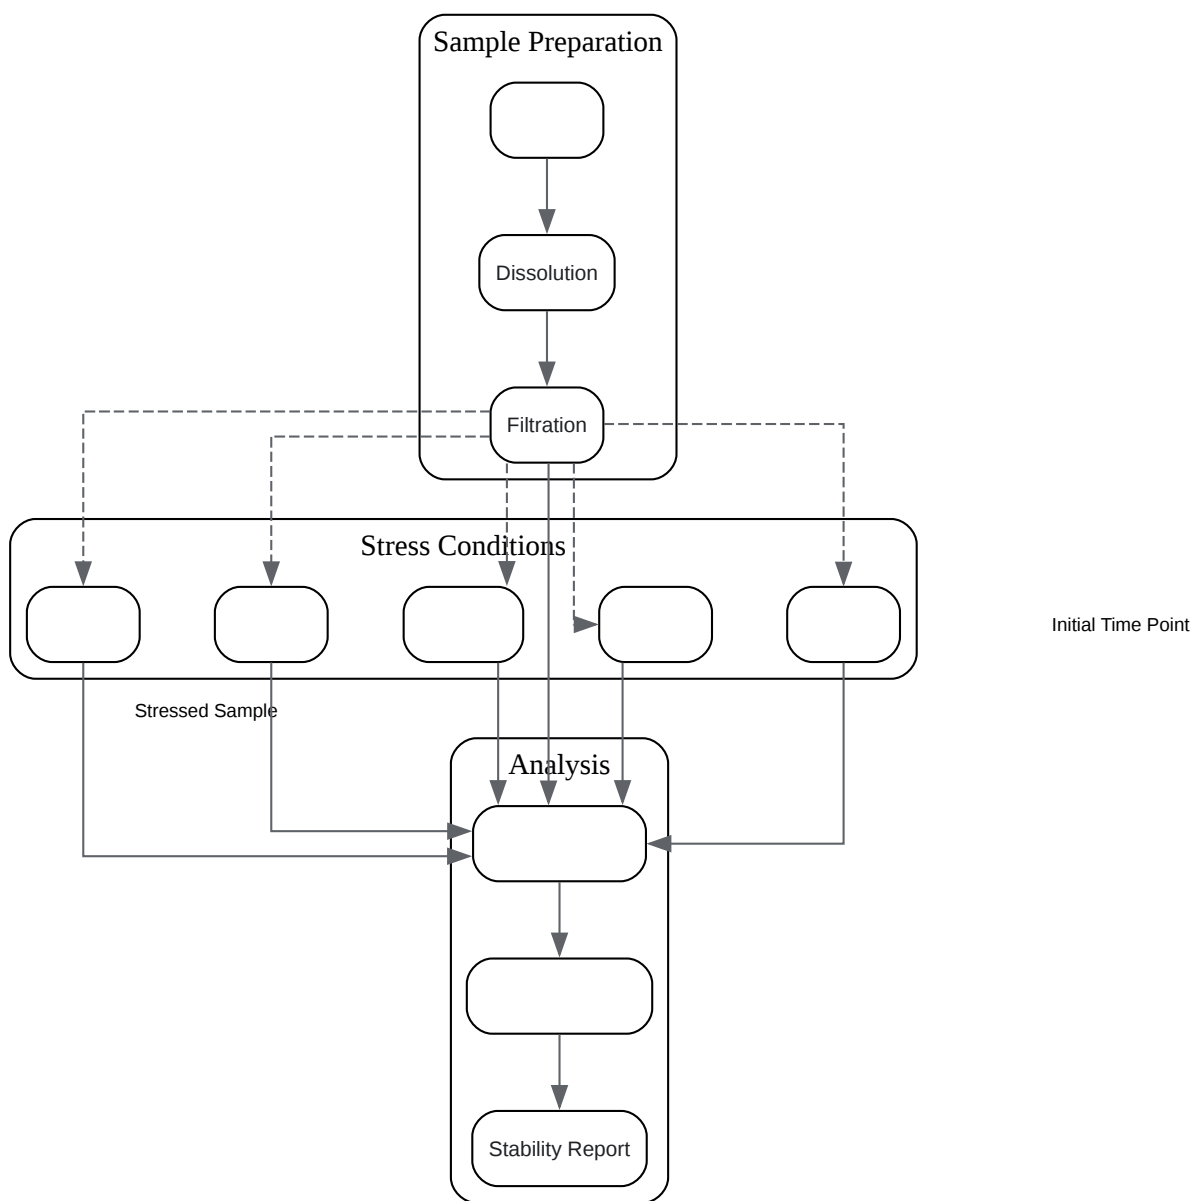 Sample Preparation
Dissolution
Filtration
Stress Conditions
Initial Time Point
Stressed Sample
Analysis
Stability Report